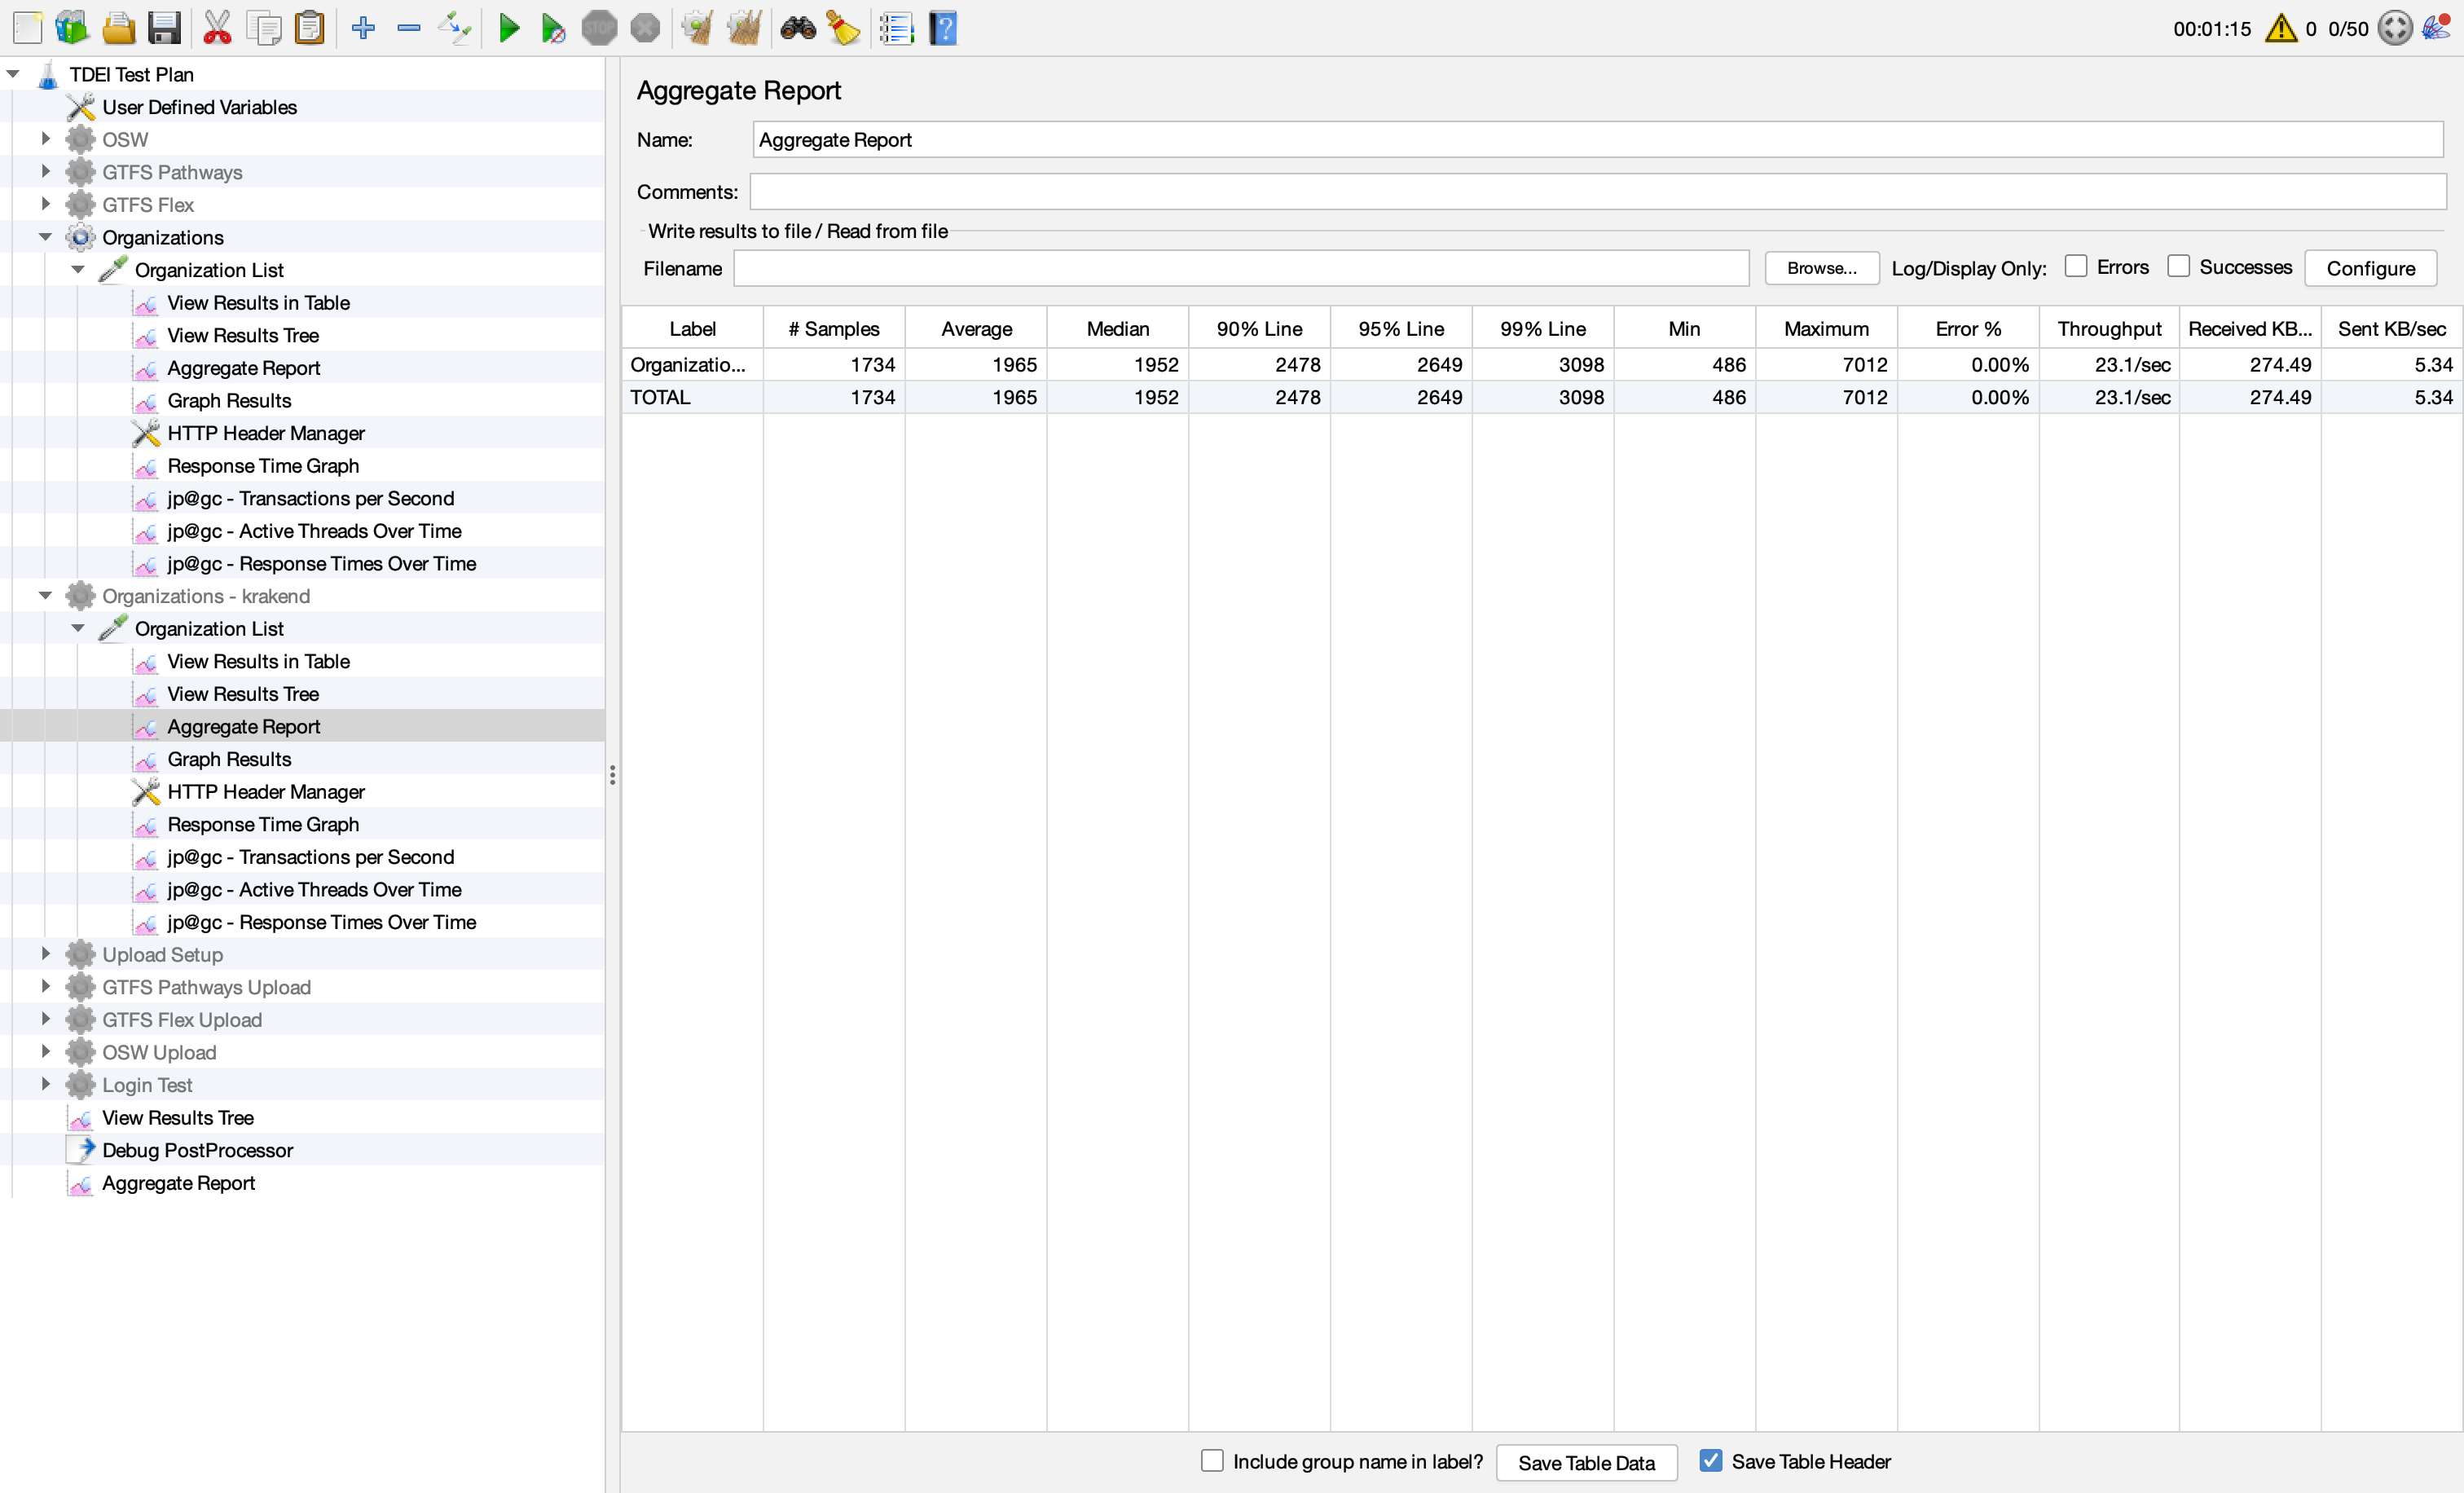 00:01:15 0 0/50
TDEI Test Plan
User Defined Variables
OSW
GTFS Pathways
GTFS Flex
Organizations
Organization List
View Results in Table
View Results Tree
Aggregate Report
Graph Results
HTTP Header Manager
Response Time Graph
jp@gc - Transactions per Second
jp@gc - Active Threads Over Time
jp@gc - Response Times Over Time
Organizations - krakend
Organization List
View Results in Table
View Results Tree
Aggregate Report
Graph Results
HTTP Header Manager
Response Time Graph
jp@gc - Transactions per Second
jp@gc - Active Threads Over Time
jp@gc - Response Times Over Time
Upload Setup
GTFS Pathways Upload
GTFS Flex Upload
OSW Upload
Login Test
View Results Tree
Debug PostProcessor
Aggregate Report
Aggregate Report
Name: Aggregate Report
Comments:
Write results to file / Read from file
Filename Browse... Log/Display Only: Errors Successes Configure
Label # Samples Average Median 90% Line 95% Line 99% Line Min Maximum Error % Throughput Received KB... Sent KB/sec
Organizatio... 1734 1965 1952 2478 2649 3098 486 7012 0.00% 23.1/sec 274.49 5.34
TOTAL 1734 1965 1952 2478 2649 3098 486 7012 0.00% 23.1/sec 274.49 5.34
Include group name in label? Save Table Data Save Table Header